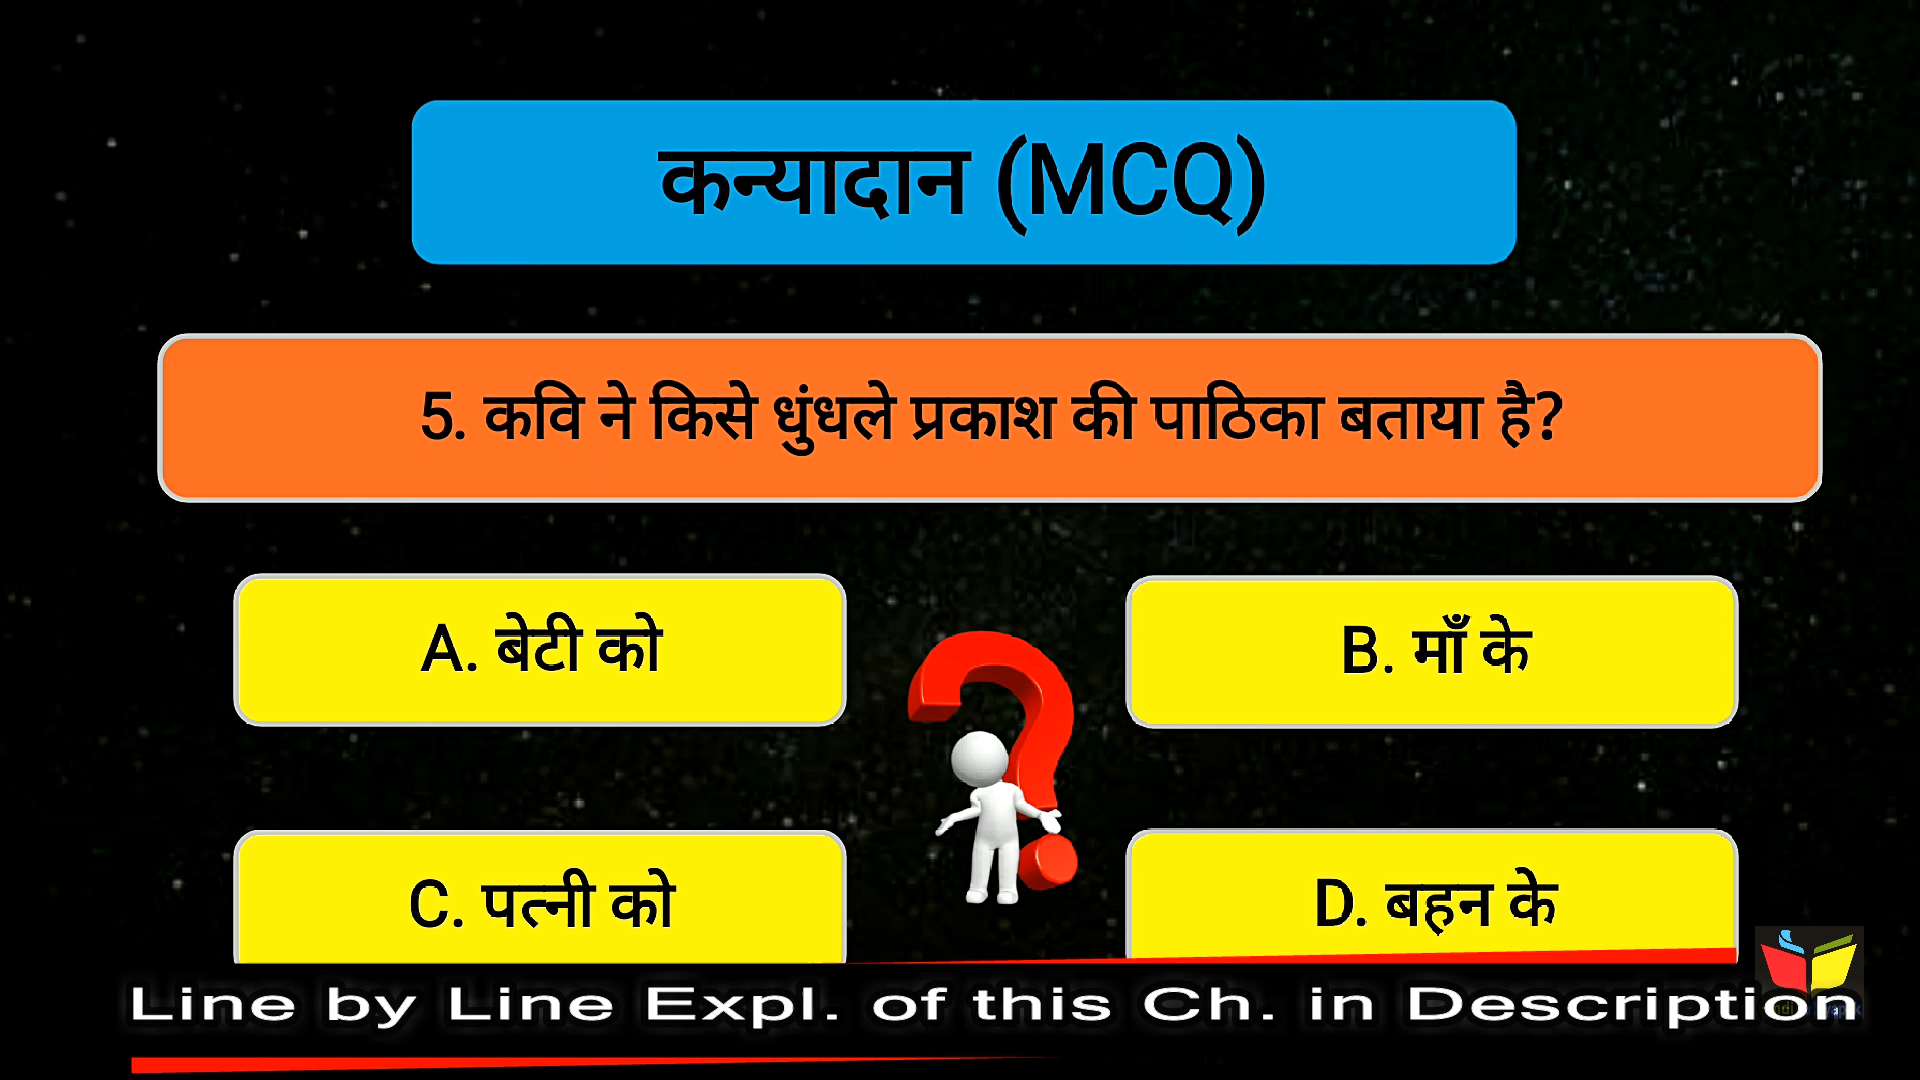 कन्यादान (MCQ)
5. कवि ने किसे धुंधले प्रकाश की पाठिका बताया है?
A. बेटी को
B. माँ के
C. पत्नी को
D. बहन के
Line by Line Expl. of this Ch. in Description